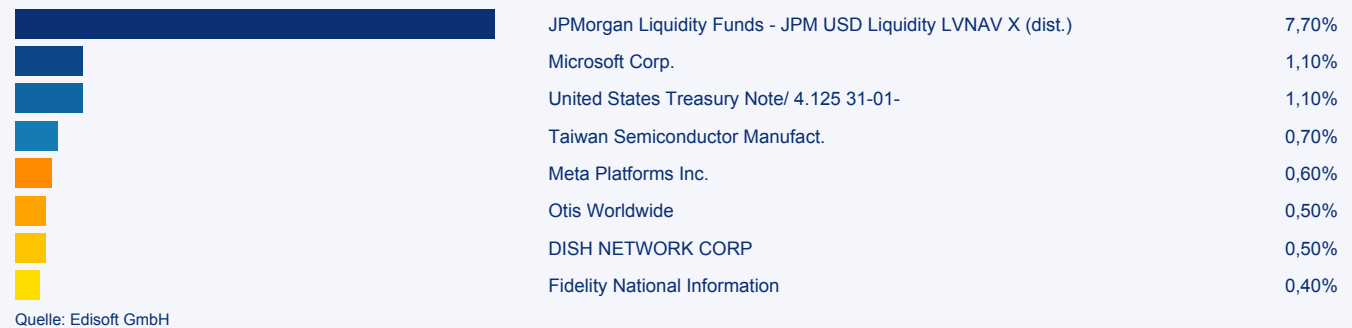 JPMorgan Liquidity Funds - JPM USD Liquidity LVNAV X (dist.) 7,70%
Microsoft Corp. 1,10%
United States Treasury Note/ 4.125 31-01- 1,10%
Taiwan Semiconductor Manufact. 0,70%
Meta Platforms Inc. 0,60%
Otis Worldwide 0,50%
DISH NETWORK CORP 0,50%
Fidelity National Information 0,40%
Quelle: Edisoft GmbH